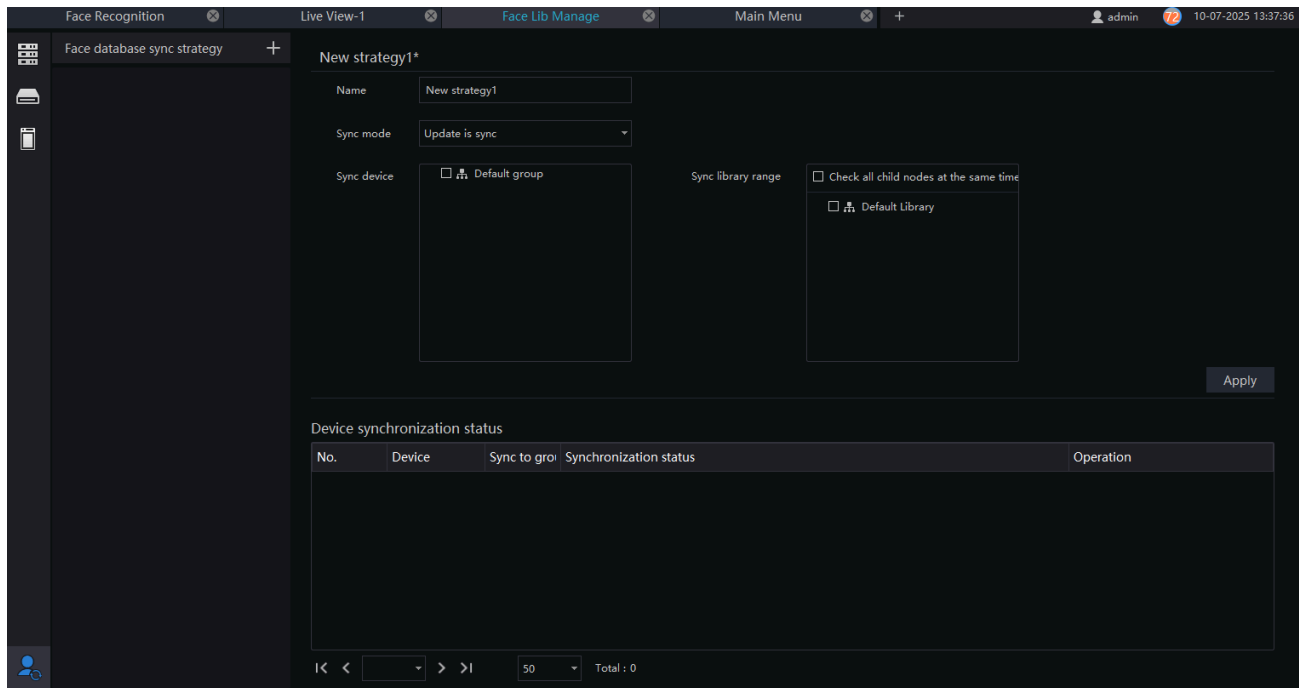 Face Recognition Live View-1 Face Lib Manage Main Menu + admin 72 10-07-2025 13:37:36
Face database sync strategy +
New strategy1*
Name New strategy1
Sync mode Update is sync
Sync device Default group Sync library range Check all child nodes at the same time
Default Library
Apply
Device synchronization status
No. Device Sync to grou Synchronization status Operation
50 Total : 0